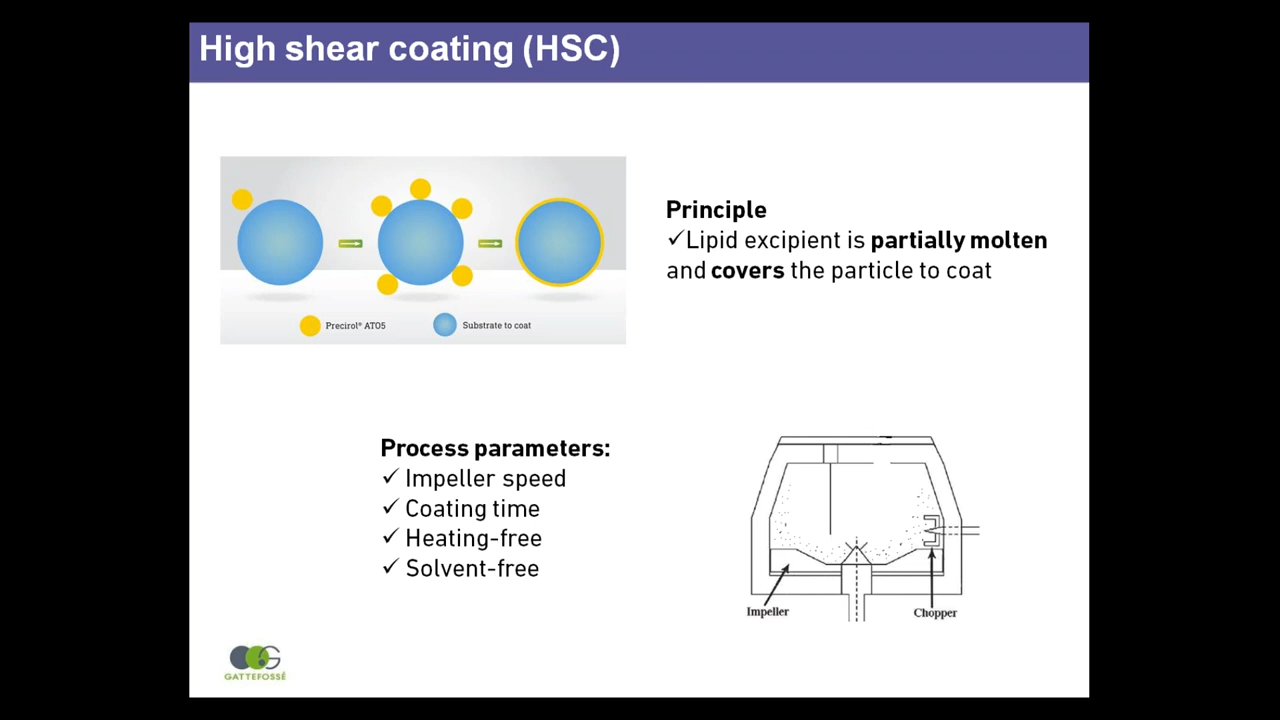 High shear coating (HSC)
Precirol® ATO5
Substrate to coat
Principle
✓Lipid excipient is partially molten
and covers the particle to coat
Process parameters:
✓ Impeller speed
✓ Coating time
✓ Heating-free
✓ Solvent-free
Impeller
Chopper
GATTEFOSSÉ